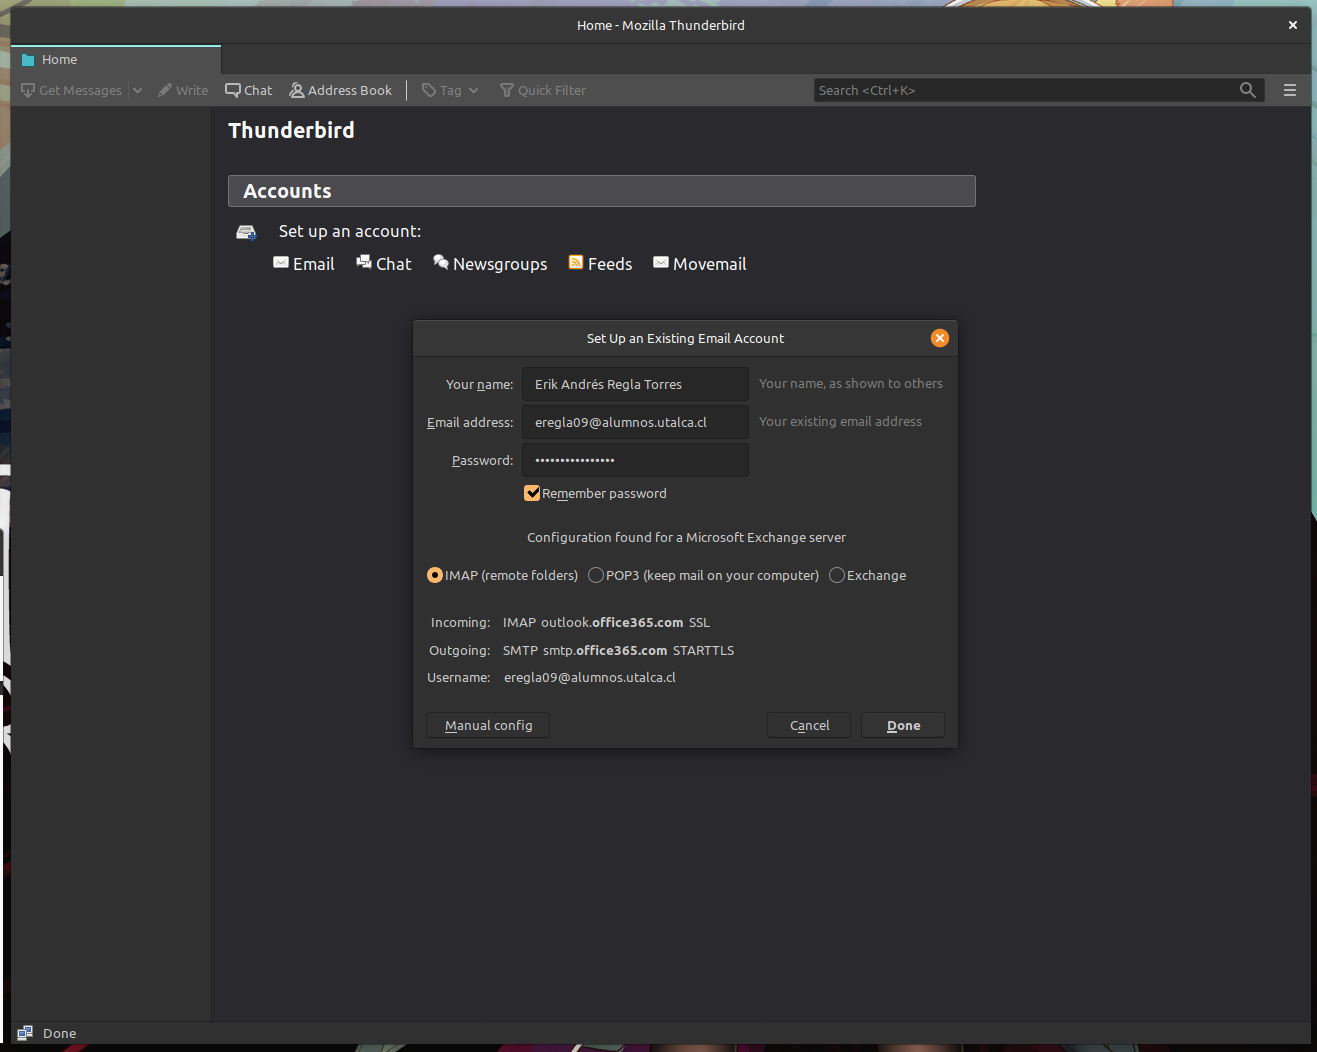 Home - Mozilla Thunderbird
Home
Get Messages Write Chat Address Book Tag Quick Filter Search <Ctrl+K>
Thunderbird
Accounts
Set up an account:
Email Chat Newsgroups Feeds Movemail
Set Up an Existing Email Account
Your name: Erik Andrés Regla Torres Your name, as shown to others
Email address: eregla09@alumnos.utalca.cl Your existing email address
Password: ••••••••••••••••
Remember password
Configuration found for a Microsoft Exchange server
IMAP (remote folders) POP3 (keep mail on your computer) Exchange
Incoming: IMAP outlook.office365.com SSL
Outgoing: SMTP smtp.office365.com STARTTLS
Username: eregla09@alumnos.utalca.cl
Manual config Cancel Done
Done